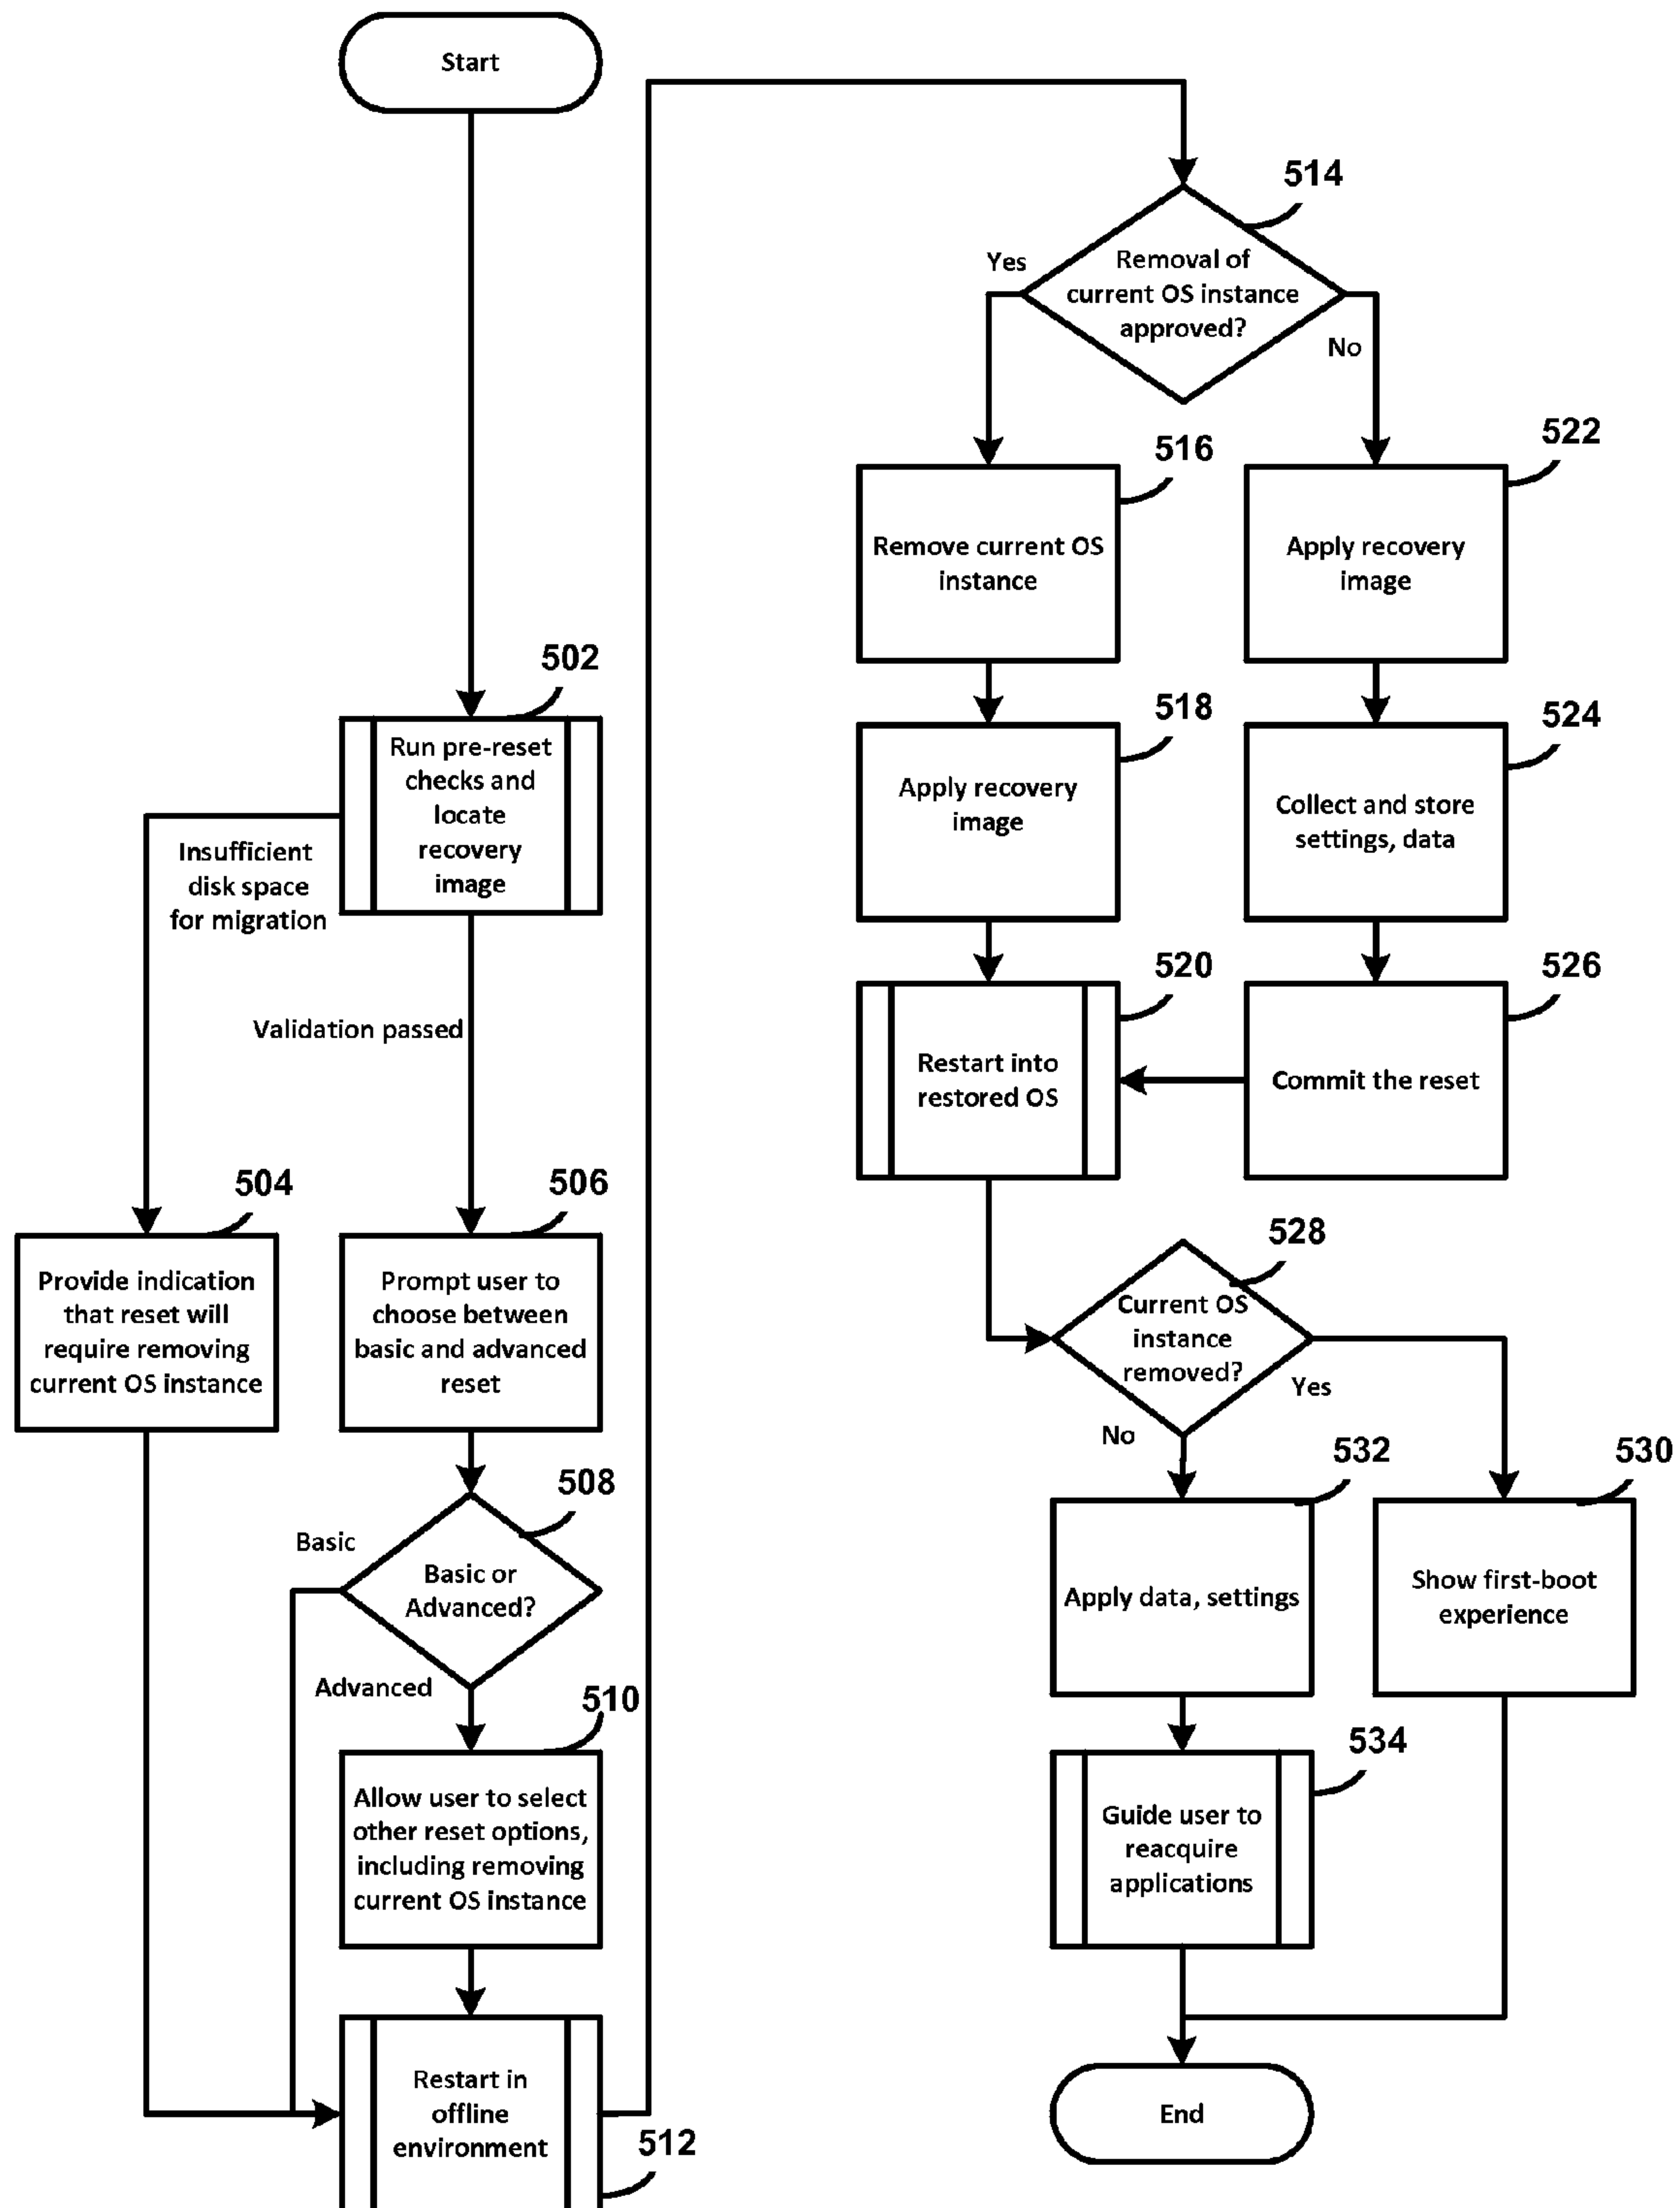 Start
502
Run pre-reset
checks and
locate
recovery
image
Insufficient
disk space
for migration
Validation passed
504
Provide indication
that reset will
require removing
current OS instance
506
Prompt user to
choose between
basic and advanced
reset
508
Basic
Basic or
Advanced?
Advanced
510
Allow user to select
other reset options,
including removing
current OS instance
Restart in
offline
environment
512
514
Yes
Removal of
current OS instance
approved?
No
516
Remove current OS
instance
522
Apply recovery
image
518
Apply recovery
image
524
Collect and store
settings, data
520
Restart into
restored OS
526
Commit the reset
528
Current OS
instance
removed?
Yes
No
532
Apply data, settings
530
Show first-boot
experience
534
Guide user to
reacquire
applications
End